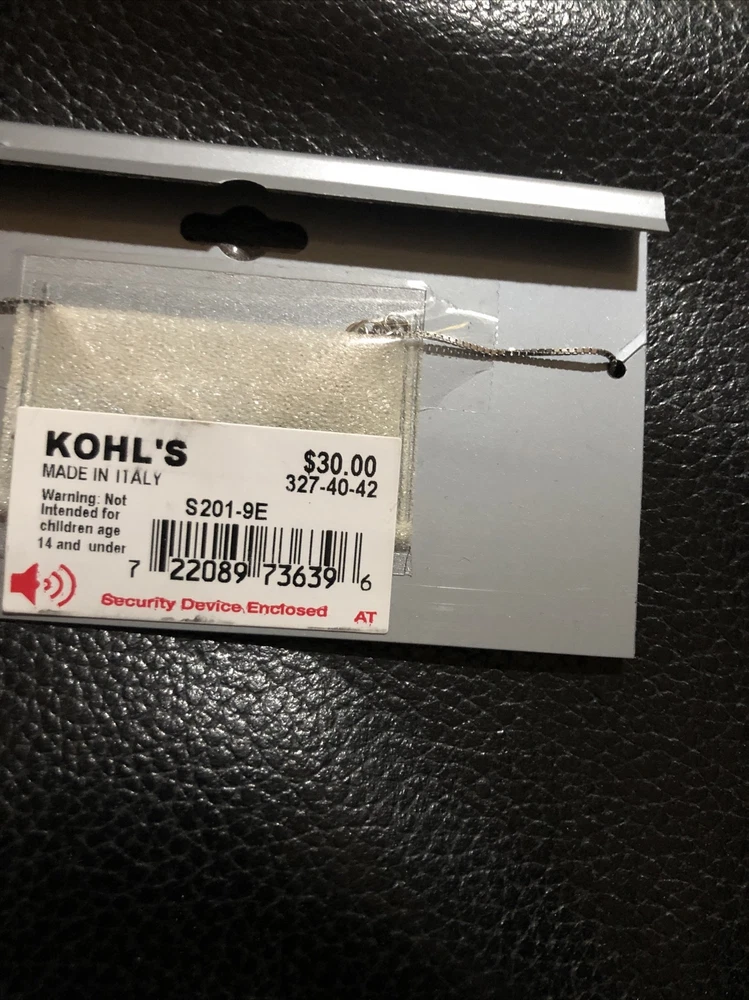 KOHL'S
MADE IN ITALY
$30.00
327-40-42
Warning: Not
Intended for
children age
14 and under
S201-9E
7 22089 73639 6
Security Device Enclosed
AT